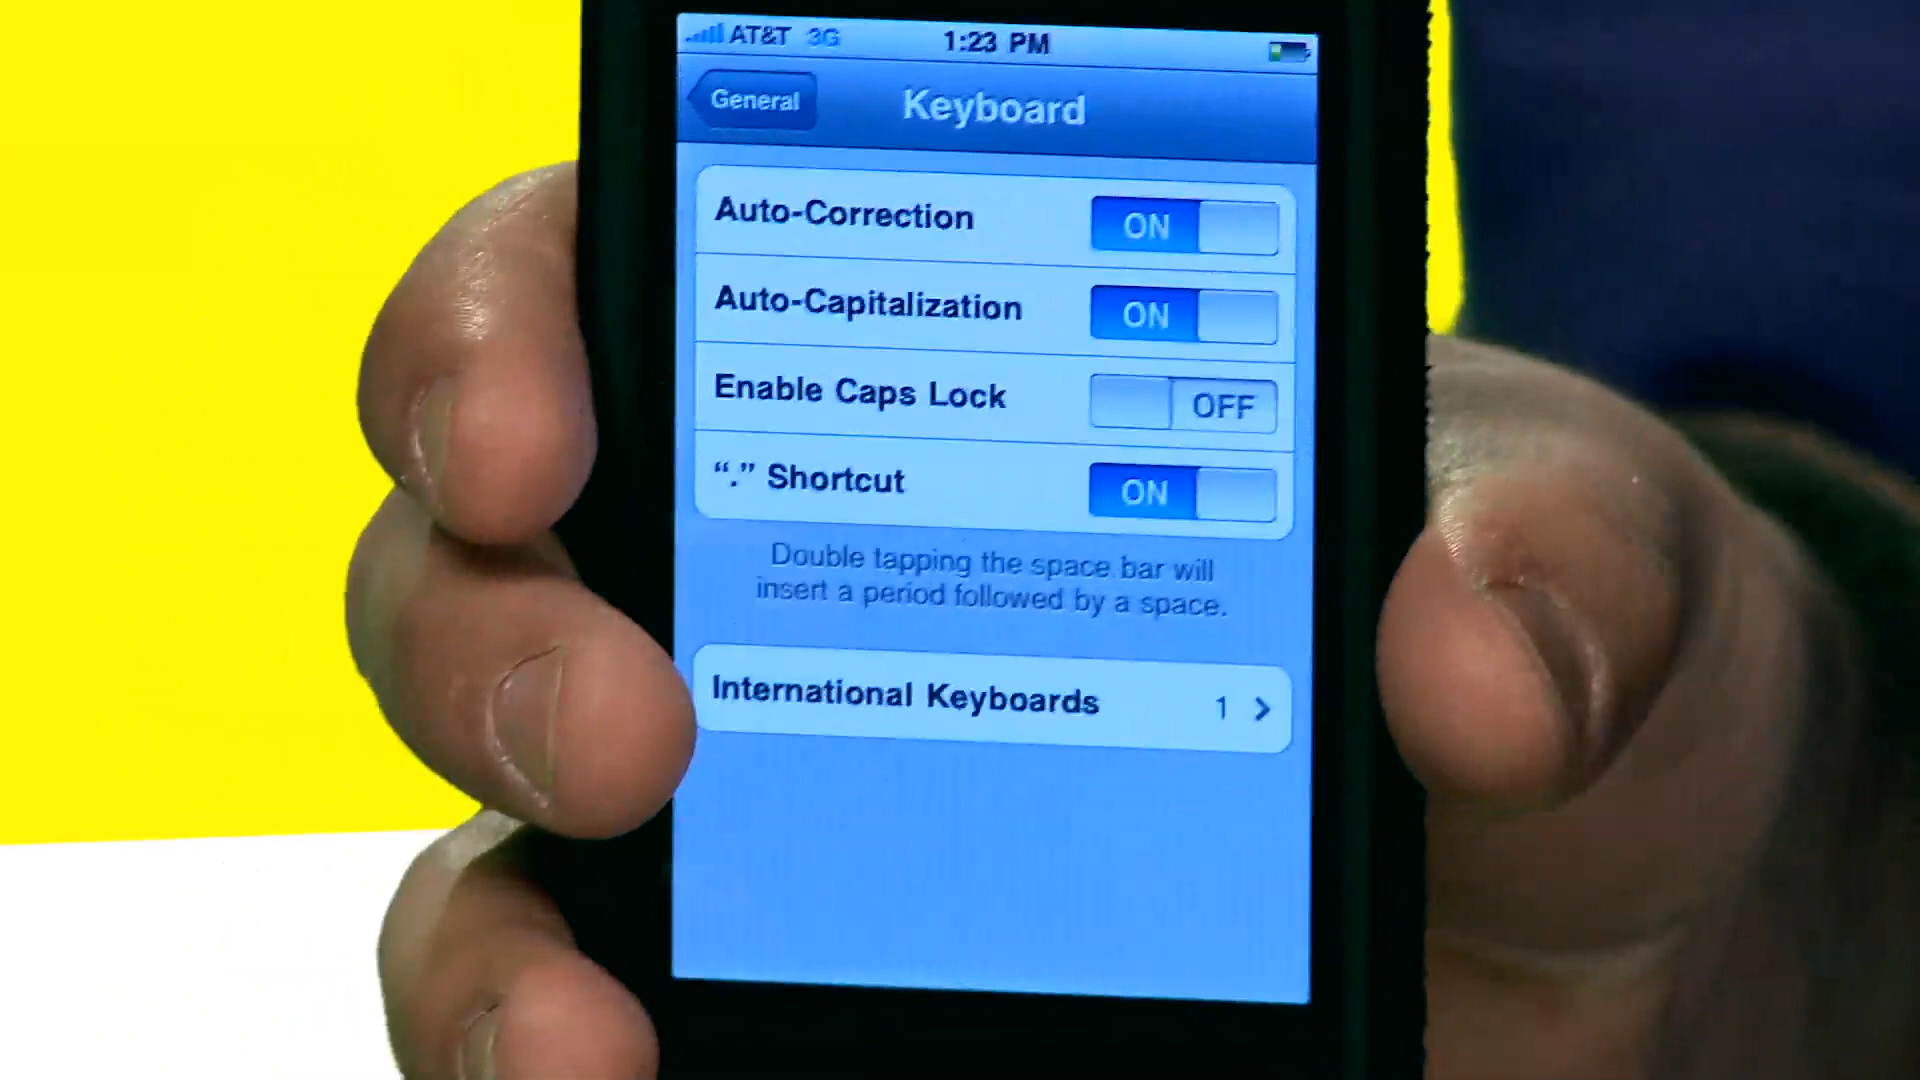 AT&T 3G 1:23 PM
General Keyboard
Auto-Correction ON
Auto-Capitalization ON
Enable Caps Lock OFF
“.” Shortcut ON
Double tapping the space bar will
insert a period followed by a space.
International Keyboards 1